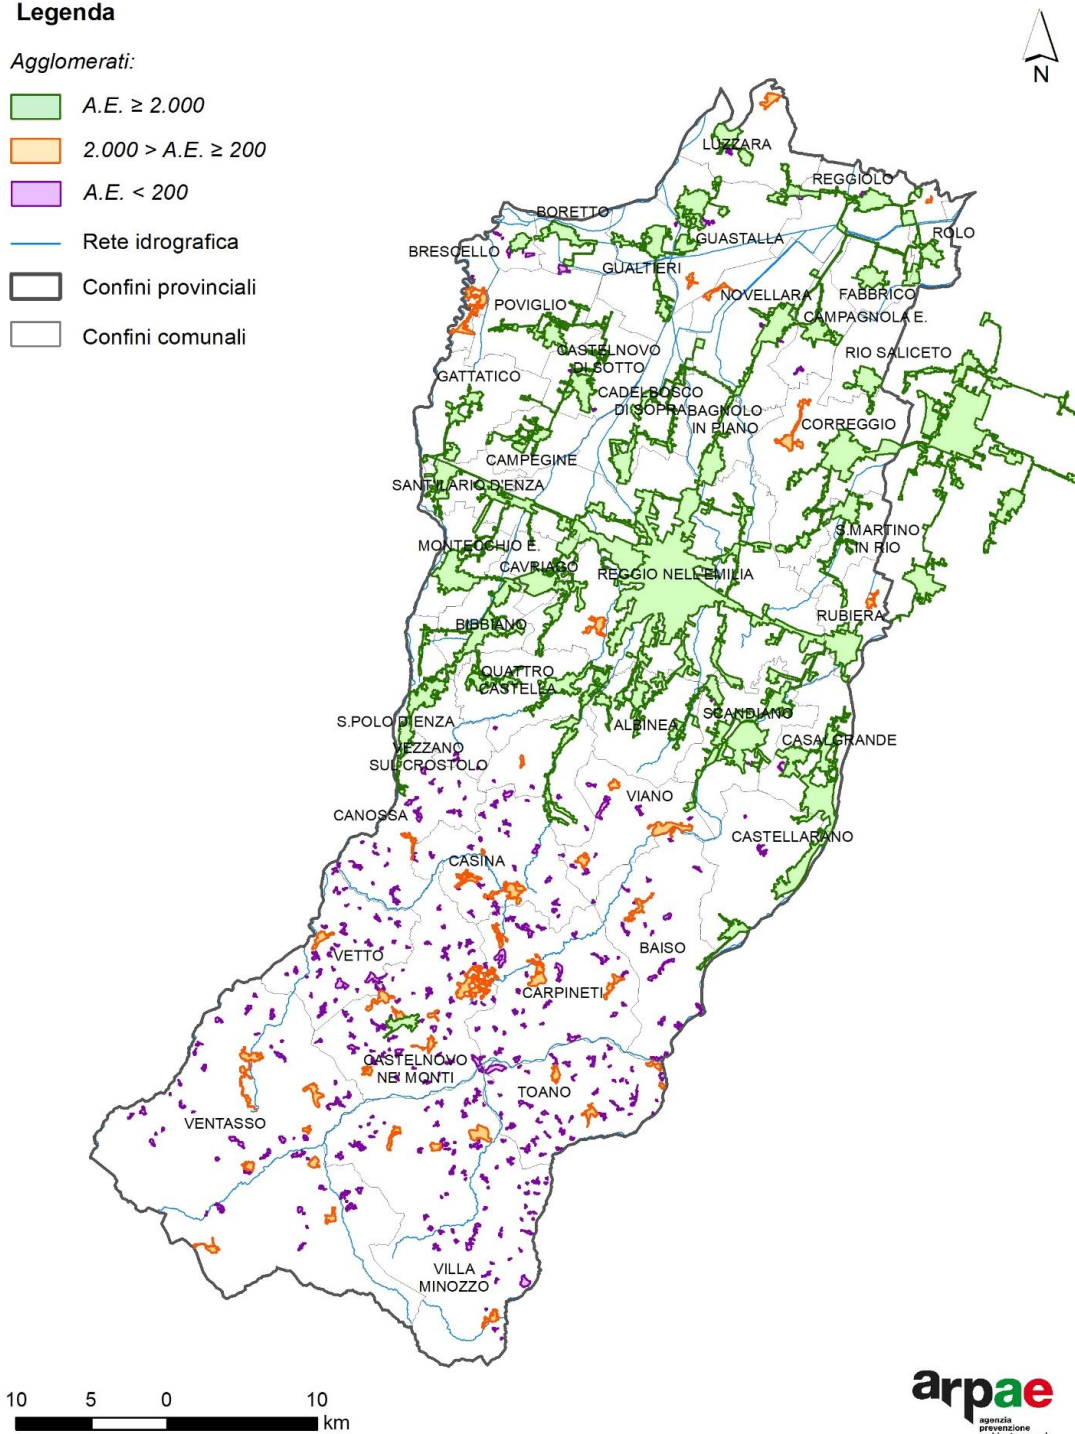 Legenda
Agglomerati:
A.E. ≥ 2.000
2.000 > A.E. ≥ 200
A.E. < 200
Rete idrografica
Confini provinciali
Confini comunali
N
LUZZARA
REGGIOLO
BORETTO
ROLO
BRESCELLO
GUASTALLA
GUALTIERI
NOVELLARA
FABBRICO
POVIGLIO
CAMPAGNOLA E.
CASTELNOVO
DI SOTTO
RIO SALICETO
GATTATICO
CADELBOSCO
DI SOPRA
BAGNOLO
IN PIANO
CORREGGIO
CAMPEGINE
SANT'ILARIO D'ENZA
S.MARTINO
IN RIO
MONTECCHIO E.
CAVRIAGO
REGGIO NELL'EMILIA
RUBIERA
BIBBIANO
QUATTRO
CASTELLA
S.POLO D'ENZA
ALBINEA
SCANDIANO
CASALGRANDE
VEZZANO
SUL CROSTOLO
VIANO
CANOSSA
CASTELLARANO
CASINA
BAISO
VETTO
CARPINETI
CASTELNOVO
NE' MONTI
TOANO
VENTASSO
VILLA
MINOZZO
10 5 0 10
km
arpae
agenzia
prevenzione